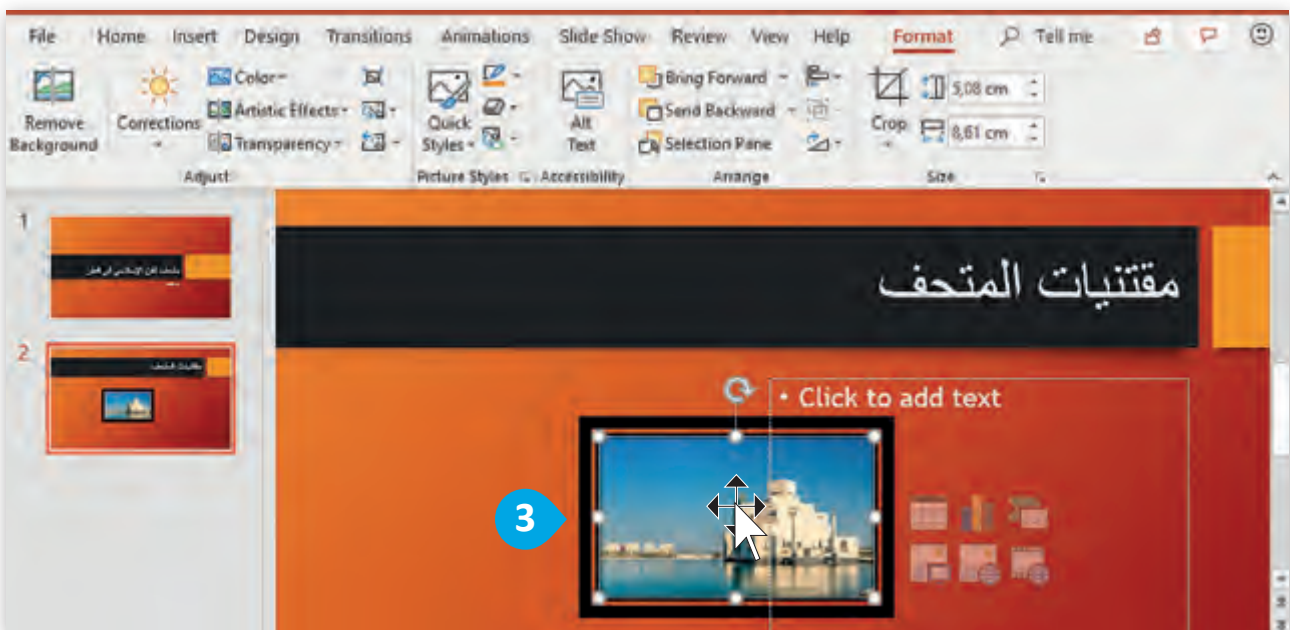 File Home Insert Design Transitions Animations Slide Show Review View Help Format Tell me
Remove Background
Corrections
Color
Artistic Effects
Transparency
Adjust
Quick Styles
Picture Styles
Alt Text
Accessibility
Bring Forward
Send Backward
Selection Pane
Arrange
Crop
5,08 cm
8,61 cm
Size
1
2
مقتنيات المتحف
مقتنيات المتحف
• Click to add text
3